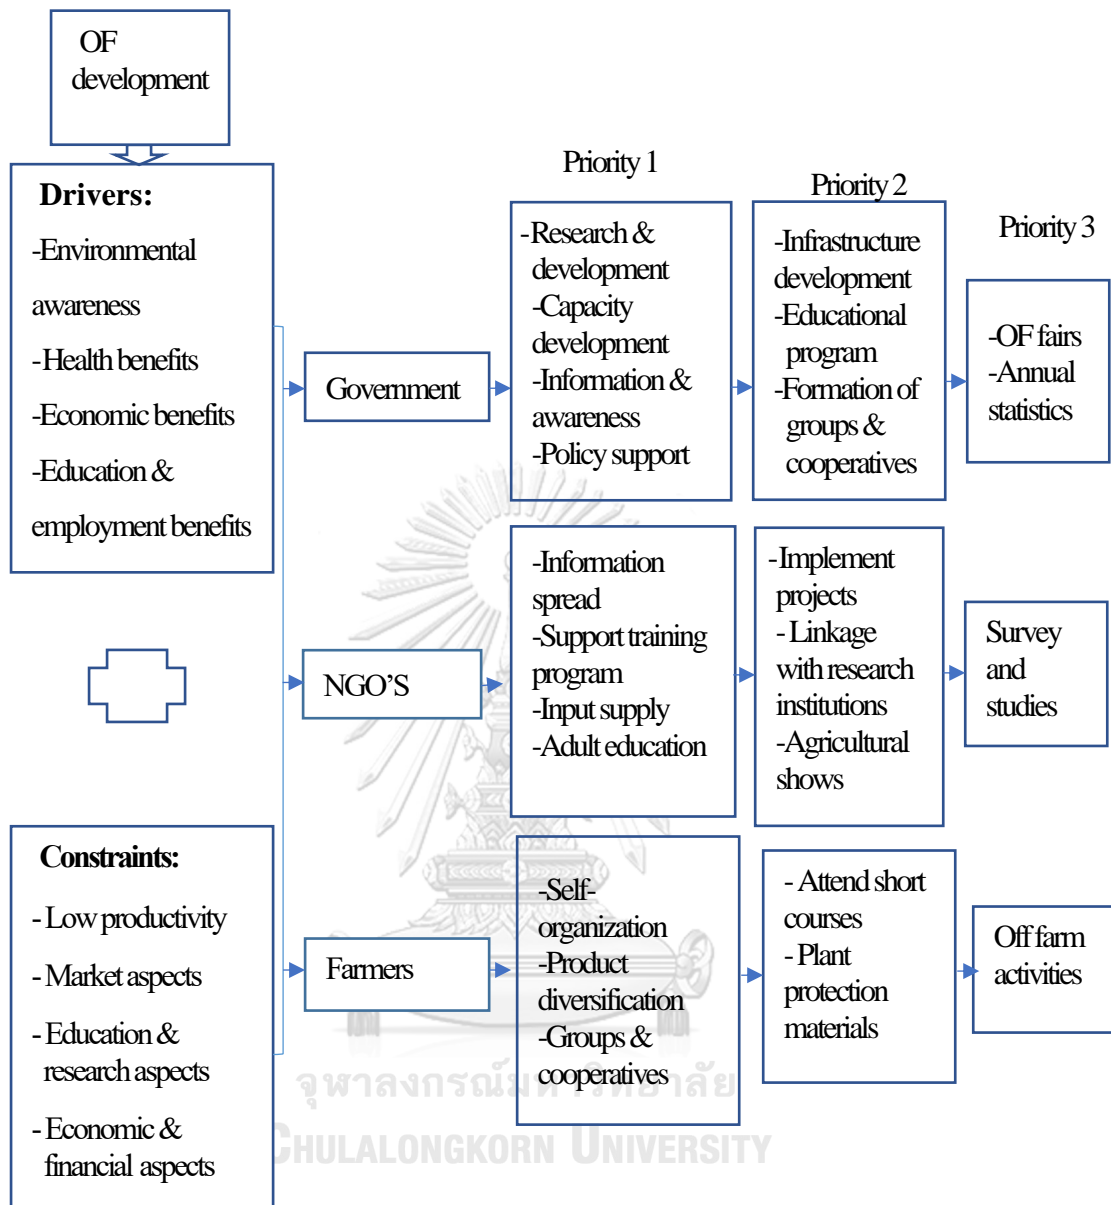 OF
development
Drivers:
-Environmental
awareness
-Health benefits
-Economic benefits
-Education &
employment benefits
Constraints:
- Low productivity
- Market aspects
- Education &
research aspects
- Economic &
financial aspects
Government
NGO'S
Farmers
Priority 1
-Research &
development
-Capacity
development
-Information &
awareness
-Policy support
Priority 2
-Infrastructure
development
-Educational
program
-Formation of
groups &
cooperatives
Priority 3
-OF fairs
-Annual
statistics
-Information
spread
-Support training
program
-Input supply
-Adult education
-Implement
projects
- Linkage
with research
institutions
-Agricultural
shows
Survey
and
studies
-Self-
organization
-Product
diversification
-Groups &
cooperatives
- Attend short
courses
- Plant
protection
materials
Off farm
activities
จุฬาลงกรณ์มหาวิทยาลัย
CHULALONGKORN UNIVERSITY